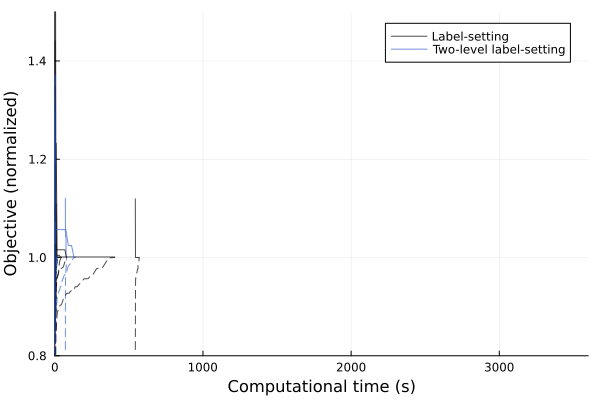 Label-setting
Two-level label-setting
Objective (normalized)
1.4
1.2
1.0
0.8
0
1000
2000
3000
Computational time (s)